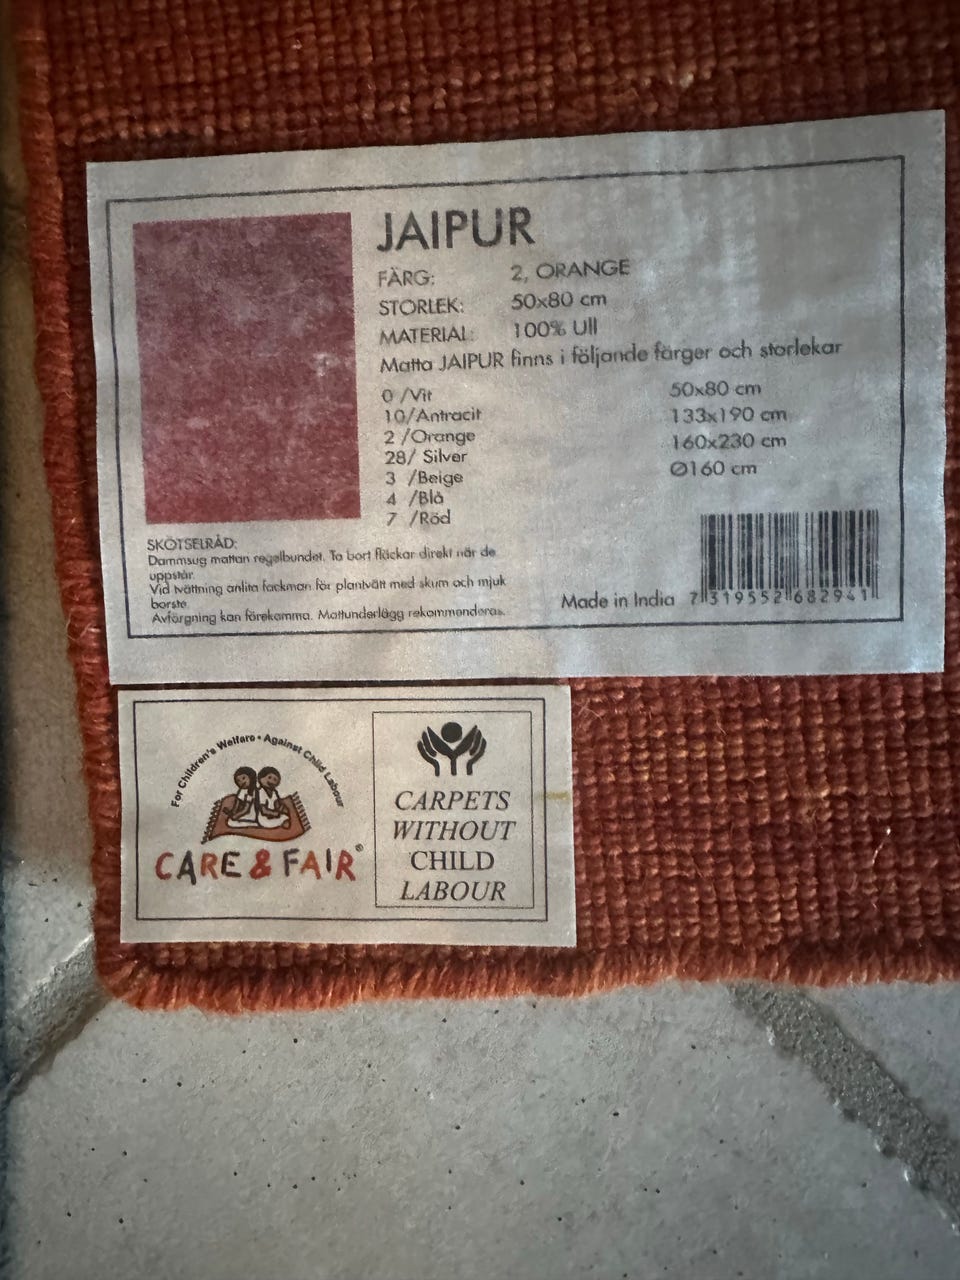 JAIPUR
FÄRG: 2, ORANGE
STORLEK: 50x80 cm
MATERIAL: 100% Ull
Matta JAIPUR finns i följande färger och storlekar
0 /Vit
10/Antracit
2 /Orange
28/ Silver
3 /Beige
4 /Blå
7 /Röd
50x80 cm
133x190 cm
160x230 cm
Ø160 cm
SKÖTSELRÅD:
Dammsug mattan regelbundet. Ta bort fläckar direkt när de
uppstår.
Vid tvättning anlita fackman för plantvätt med skum och mjuk
borste.
Avfärgning kan förekomma. Mattunderlägg rekommenderas.
Made in India 7 319552 682941
For Children's Welfare • Against Child Labour
CARE & FAIR®
CARPETS
WITHOUT
CHILD
LABOUR